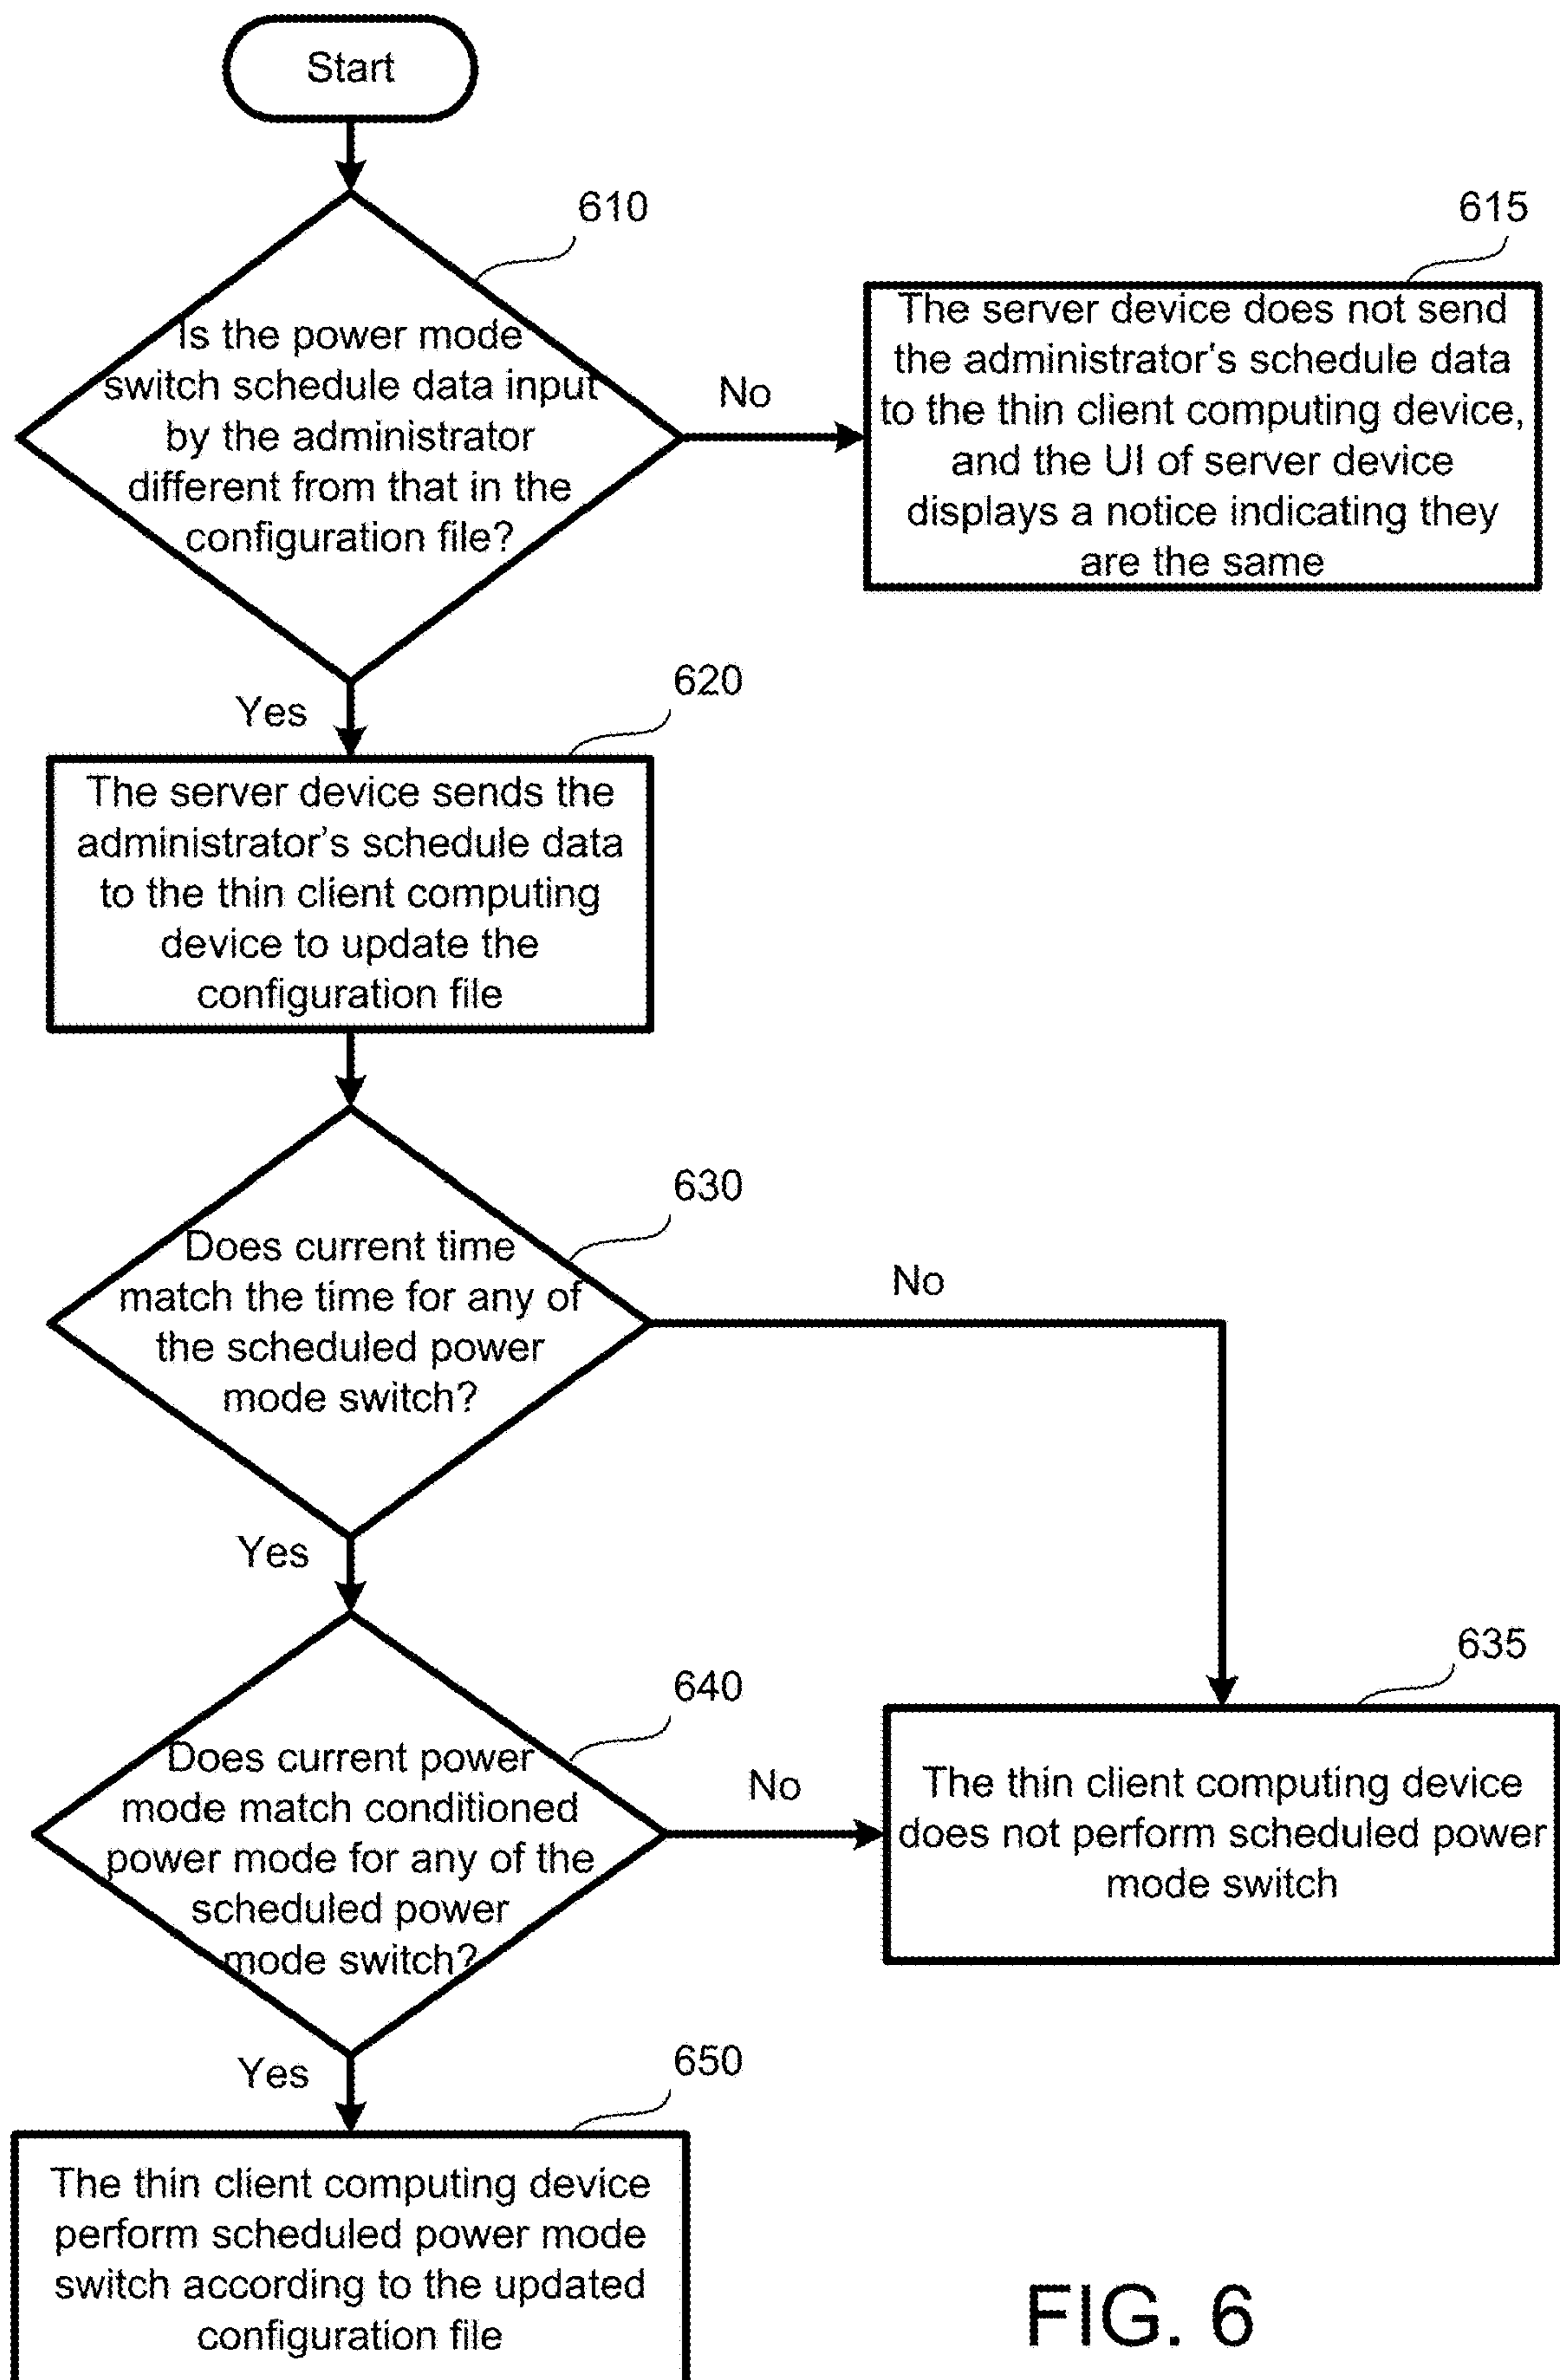 Start
610
Is the power mode
switch schedule data input
by the administrator
different from that in the
configuration file?
No
615
The server device does not send
the administrator's schedule data
to the thin client computing device,
and the UI of server device
displays a notice indicating they
are the same
Yes
620
The server device sends the
administrator's schedule data
to the thin client computing
device to update the
configuration file
630
Does current time
match the time for any of
the scheduled power
mode switch?
No
Yes
640
Does current power
mode match conditioned
power mode for any of the
scheduled power
mode switch?
No
635
The thin client computing device
does not perform scheduled power
mode switch
Yes
650
The thin client computing device
perform scheduled power mode
switch according to the updated
configuration file
FIG. 6